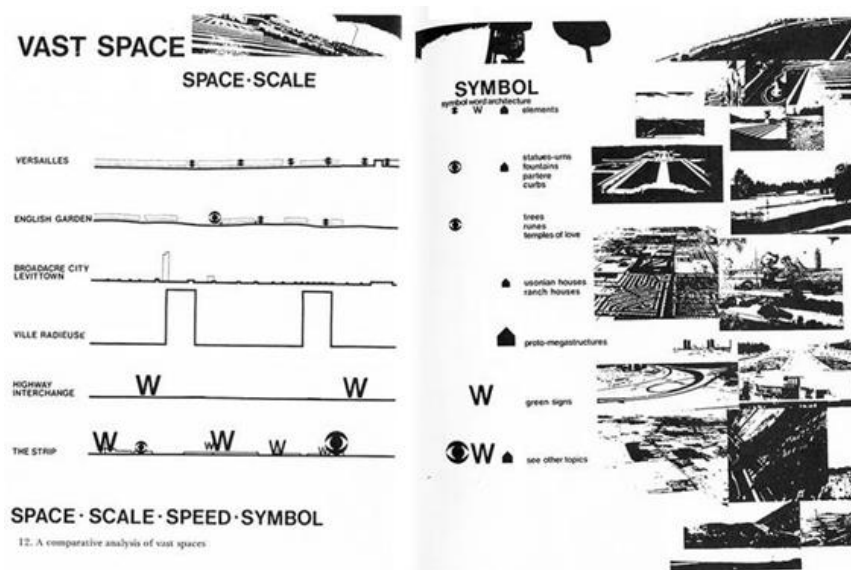 VAST SPACE
SPACE·SCALE
VERSAILLES
ENGLISH GARDEN
BROADACRE CITY
LEVITTOWN
VILLE RADIEUSE
HIGHWAY
INTERCHANGE
W W
THE STRIP
W W W W
SPACE·SCALE·SPEED·SYMBOL
12. A comparative analysis of vast spaces
SYMBOL
symbol word architecture
W elements
statues-urns
fountains
partere
curbs
trees
runes
temples of love
usonian houses
ranch houses
proto-megastructures
W green signs
W see other topics